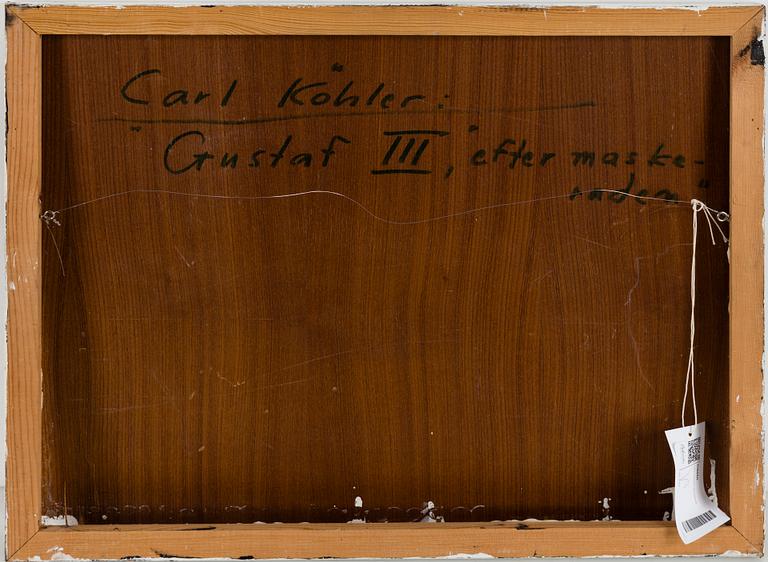 Carl Köhler:
"Gustaf III", "efter maske-
raden"